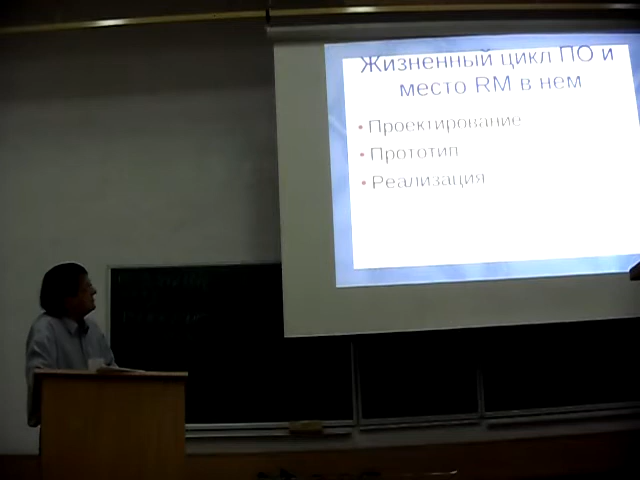 Жизненный цикл ПО и
место RM в нем
• Проектирование
• Прототип
• Реализация